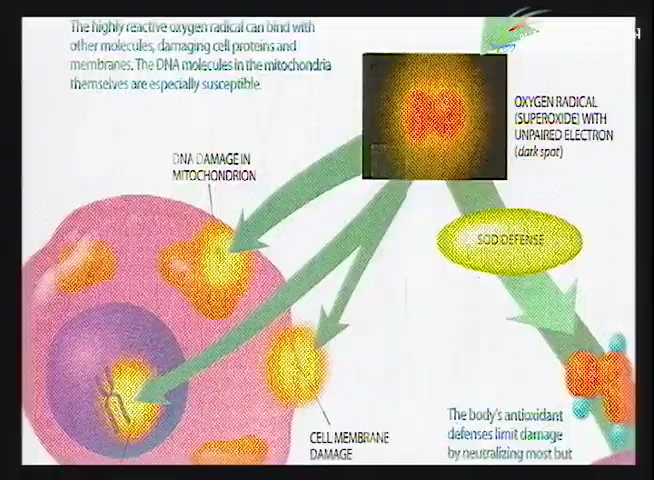 The highly reactive oxygen radical can bind with
other molecules, damaging cell proteins and
membranes. The DNA molecules in the mitochondria
themselves are especially susceptible.
OXYGEN RADICAL
(SUPEROXIDE) WITH
UNPAIRED ELECTRON
(dark spot)
DNA DAMAGE IN
MITOCHONDRION
SOD DEFENSE
CELL MEMBRANE
DAMAGE
The body's antioxidant
defenses limit damage
by neutralizing most but